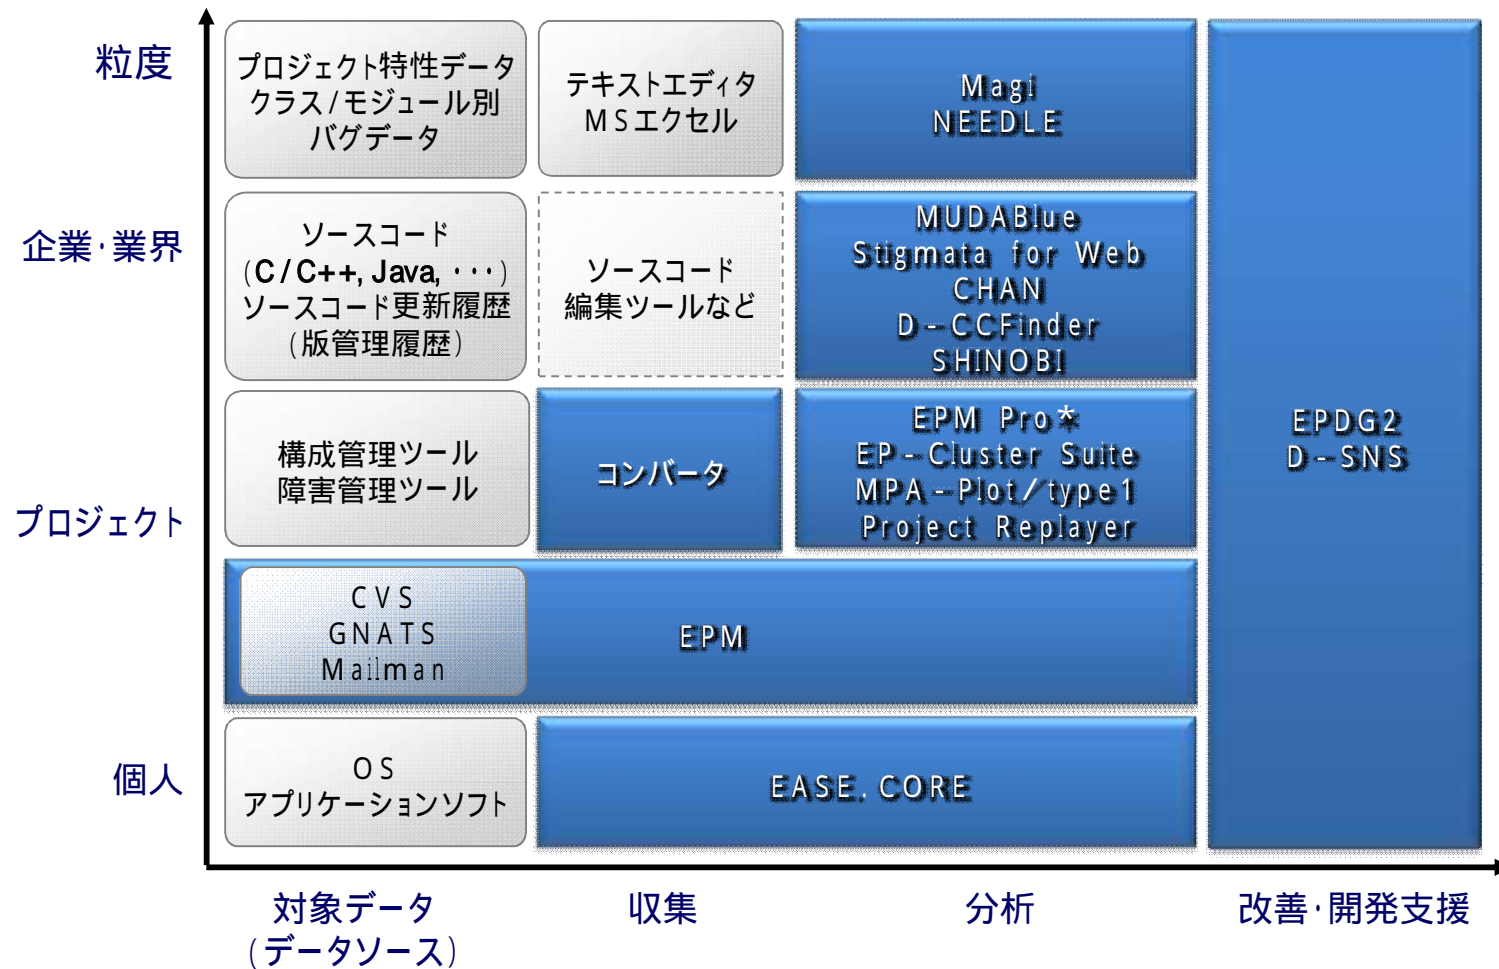 粒度
プロジェクト特性データ
クラス/モジュール別
バグデータ
テキストエディタ
MSエクセル
Magi
NEEDLE
企業・業界
ソースコード
(C/C++, Java, ・・・)
ソースコード更新履歴
(版管理履歴)
ソースコード
編集ツールなど
MUDABlue
Stigmata for Web
CHAN
D-CCFinder
SHINOBI
EPDG2
D-SNS
プロジェクト
構成管理ツール
障害管理ツール
コンバータ
EPM Pro*
EP-Cluster Suite
MPA-Plot/type1
Project Replayer
CVS
GNATS
Mailman
EPM
個人
OS
アプリケーションソフト
EASE.CORE
対象データ
(データソース)
収集
分析
改善・開発支援